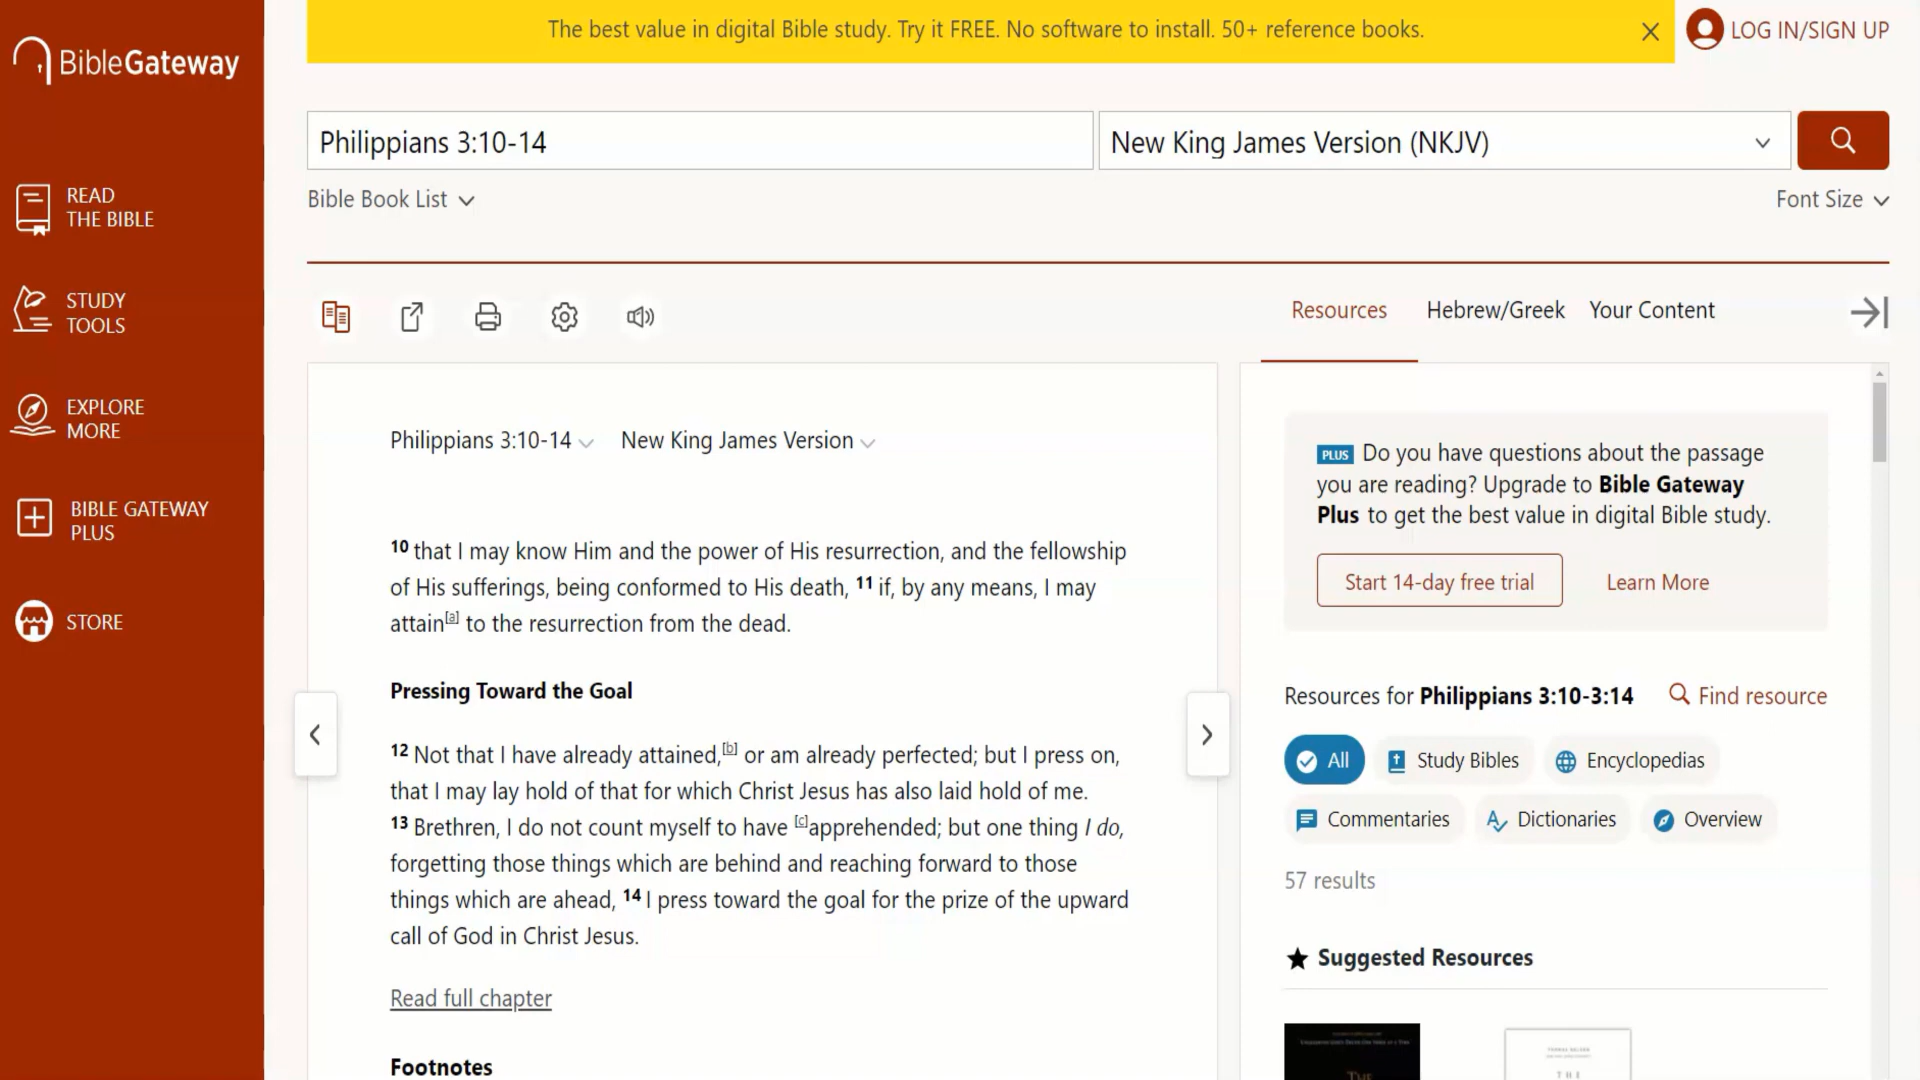 The best value in digital Bible study. Try it FREE. No software to install. 50+ reference books.
LOG IN/SIGN UP
BibleGateway
Philippians 3:10-14
New King James Version (NKJV)
Bible Book List
Font Size
READ
THE BIBLE
STUDY
TOOLS
EXPLORE
MORE
BIBLE GATEWAY
PLUS
STORE
Resources
Hebrew/Greek
Your Content
Philippians 3:10-14
New King James Version
10 that I may know Him and the power of His resurrection, and the fellowship
of His sufferings, being conformed to His death, 11 if, by any means, I may
attain[a] to the resurrection from the dead.
Pressing Toward the Goal
12 Not that I have already attained,[b] or am already perfected; but I press on,
that I may lay hold of that for which Christ Jesus has also laid hold of me.
13 Brethren, I do not count myself to have [c]apprehended; but one thing I do,
forgetting those things which are behind and reaching forward to those
things which are ahead, 14 I press toward the goal for the prize of the upward
call of God in Christ Jesus.
Read full chapter
Footnotes
PLUS Do you have questions about the passage
you are reading? Upgrade to Bible Gateway
Plus to get the best value in digital Bible study.
Start 14-day free trial
Learn More
Resources for Philippians 3:10-3:14
Find resource
All
Study Bibles
Encyclopedias
Commentaries
Dictionaries
Overview
57 results
Suggested Resources
THE
THE